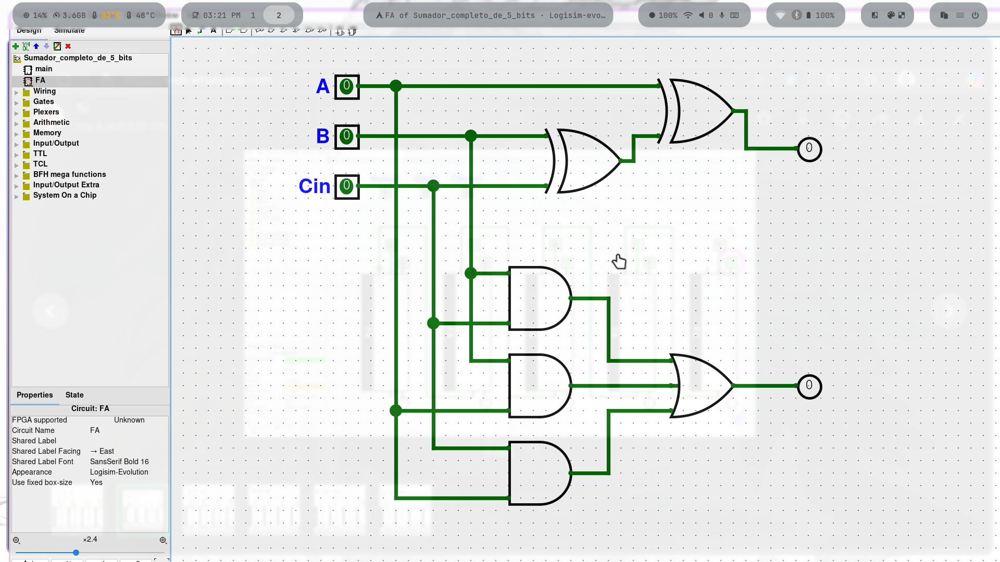 14% 3.6GB 62°C 48°C
03:21 PM 1 2
FA of Sumador_completo_de_5_bits · Logisim-evo…
100% 0
100%
Design Simulate
Sumador_completo_de_5_bits
main
FA
Wiring
Gates
Plexers
Arithmetic
Memory
Input/Output
TTL
TCL
BFH mega functions
Input/Output Extra
System On a Chip
A 0
B 0
Cin 0
0
0
Properties State
Circuit: FA
FPGA supported Unknown
Circuit Name FA
Shared Label
Shared Label Facing → East
Shared Label Font SansSerif Bold 16
Appearance Logisim-Evolution
Use fixed box-size Yes
×2.4